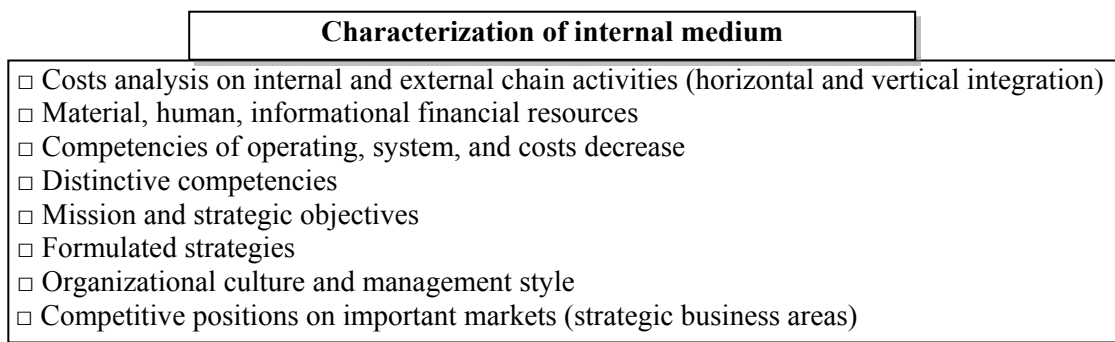 Characterization of internal medium
□ Costs analysis on internal and external chain activities (horizontal and vertical integration)
□ Material, human, informational financial resources
□ Competencies of operating, system, and costs decrease
□ Distinctive competencies
□ Mission and strategic objectives
□ Formulated strategies
□ Organizational culture and management style
□ Competitive positions on important markets (strategic business areas)